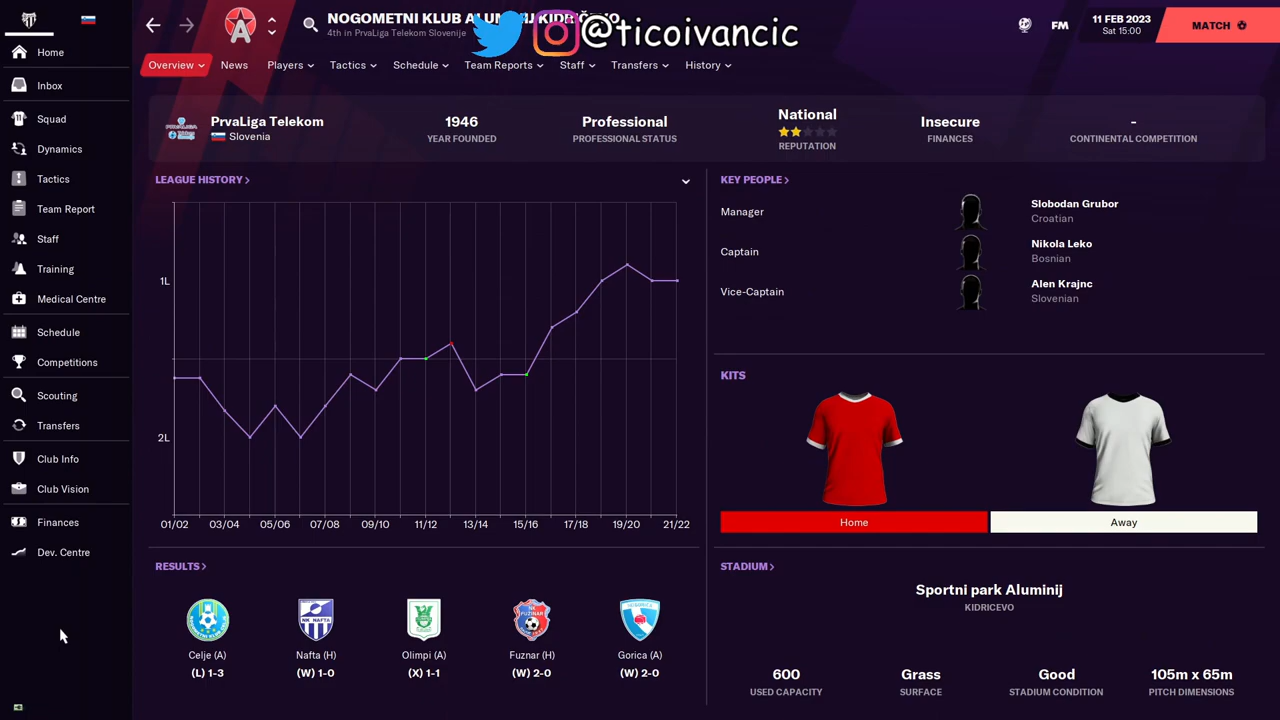 NOGOMETNI KLUB ALUMINIJ KIDRIČEVO
4th in PrvaLiga Telekom Slovenije
@ticoivancic
FM
11 FEB 2023
Sat 15:00
MATCH
Home
Inbox
Squad
Dynamics
Tactics
Team Report
Staff
Training
Medical Centre
Schedule
Competitions
Scouting
Transfers
Club Info
Club Vision
Finances
Dev. Centre
Overview
News
Players
Tactics
Schedule
Team Reports
Staff
Transfers
History
PrvaLiga Telekom
Slovenia
1946
YEAR FOUNDED
Professional
PROFESSIONAL STATUS
National
REPUTATION
Insecure
FINANCES
-
CONTINENTAL COMPETITION
LEAGUE HISTORY
1L
2L
01/02 03/04 05/06 07/08 09/10 11/12 13/14 15/16 17/18 19/20 21/22
KEY PEOPLE
Manager
Slobodan Grubor
Croatian
Captain
Nikola Leko
Bosnian
Vice-Captain
Alen Krajnc
Slovenian
KITS
Home
Away
RESULTS
NK NAFTA
NK FUŽINAR
Celje (A) Nafta (H) Olimpi (A) Fuznar (H) Gorica (A)
(L) 1-3 (W) 1-0 (X) 1-1 (W) 2-0 (W) 2-0
STADIUM
Sportni park Aluminij
KIDRICEVO
600
USED CAPACITY
Grass
SURFACE
Good
STADIUM CONDITION
105m x 65m
PITCH DIMENSIONS